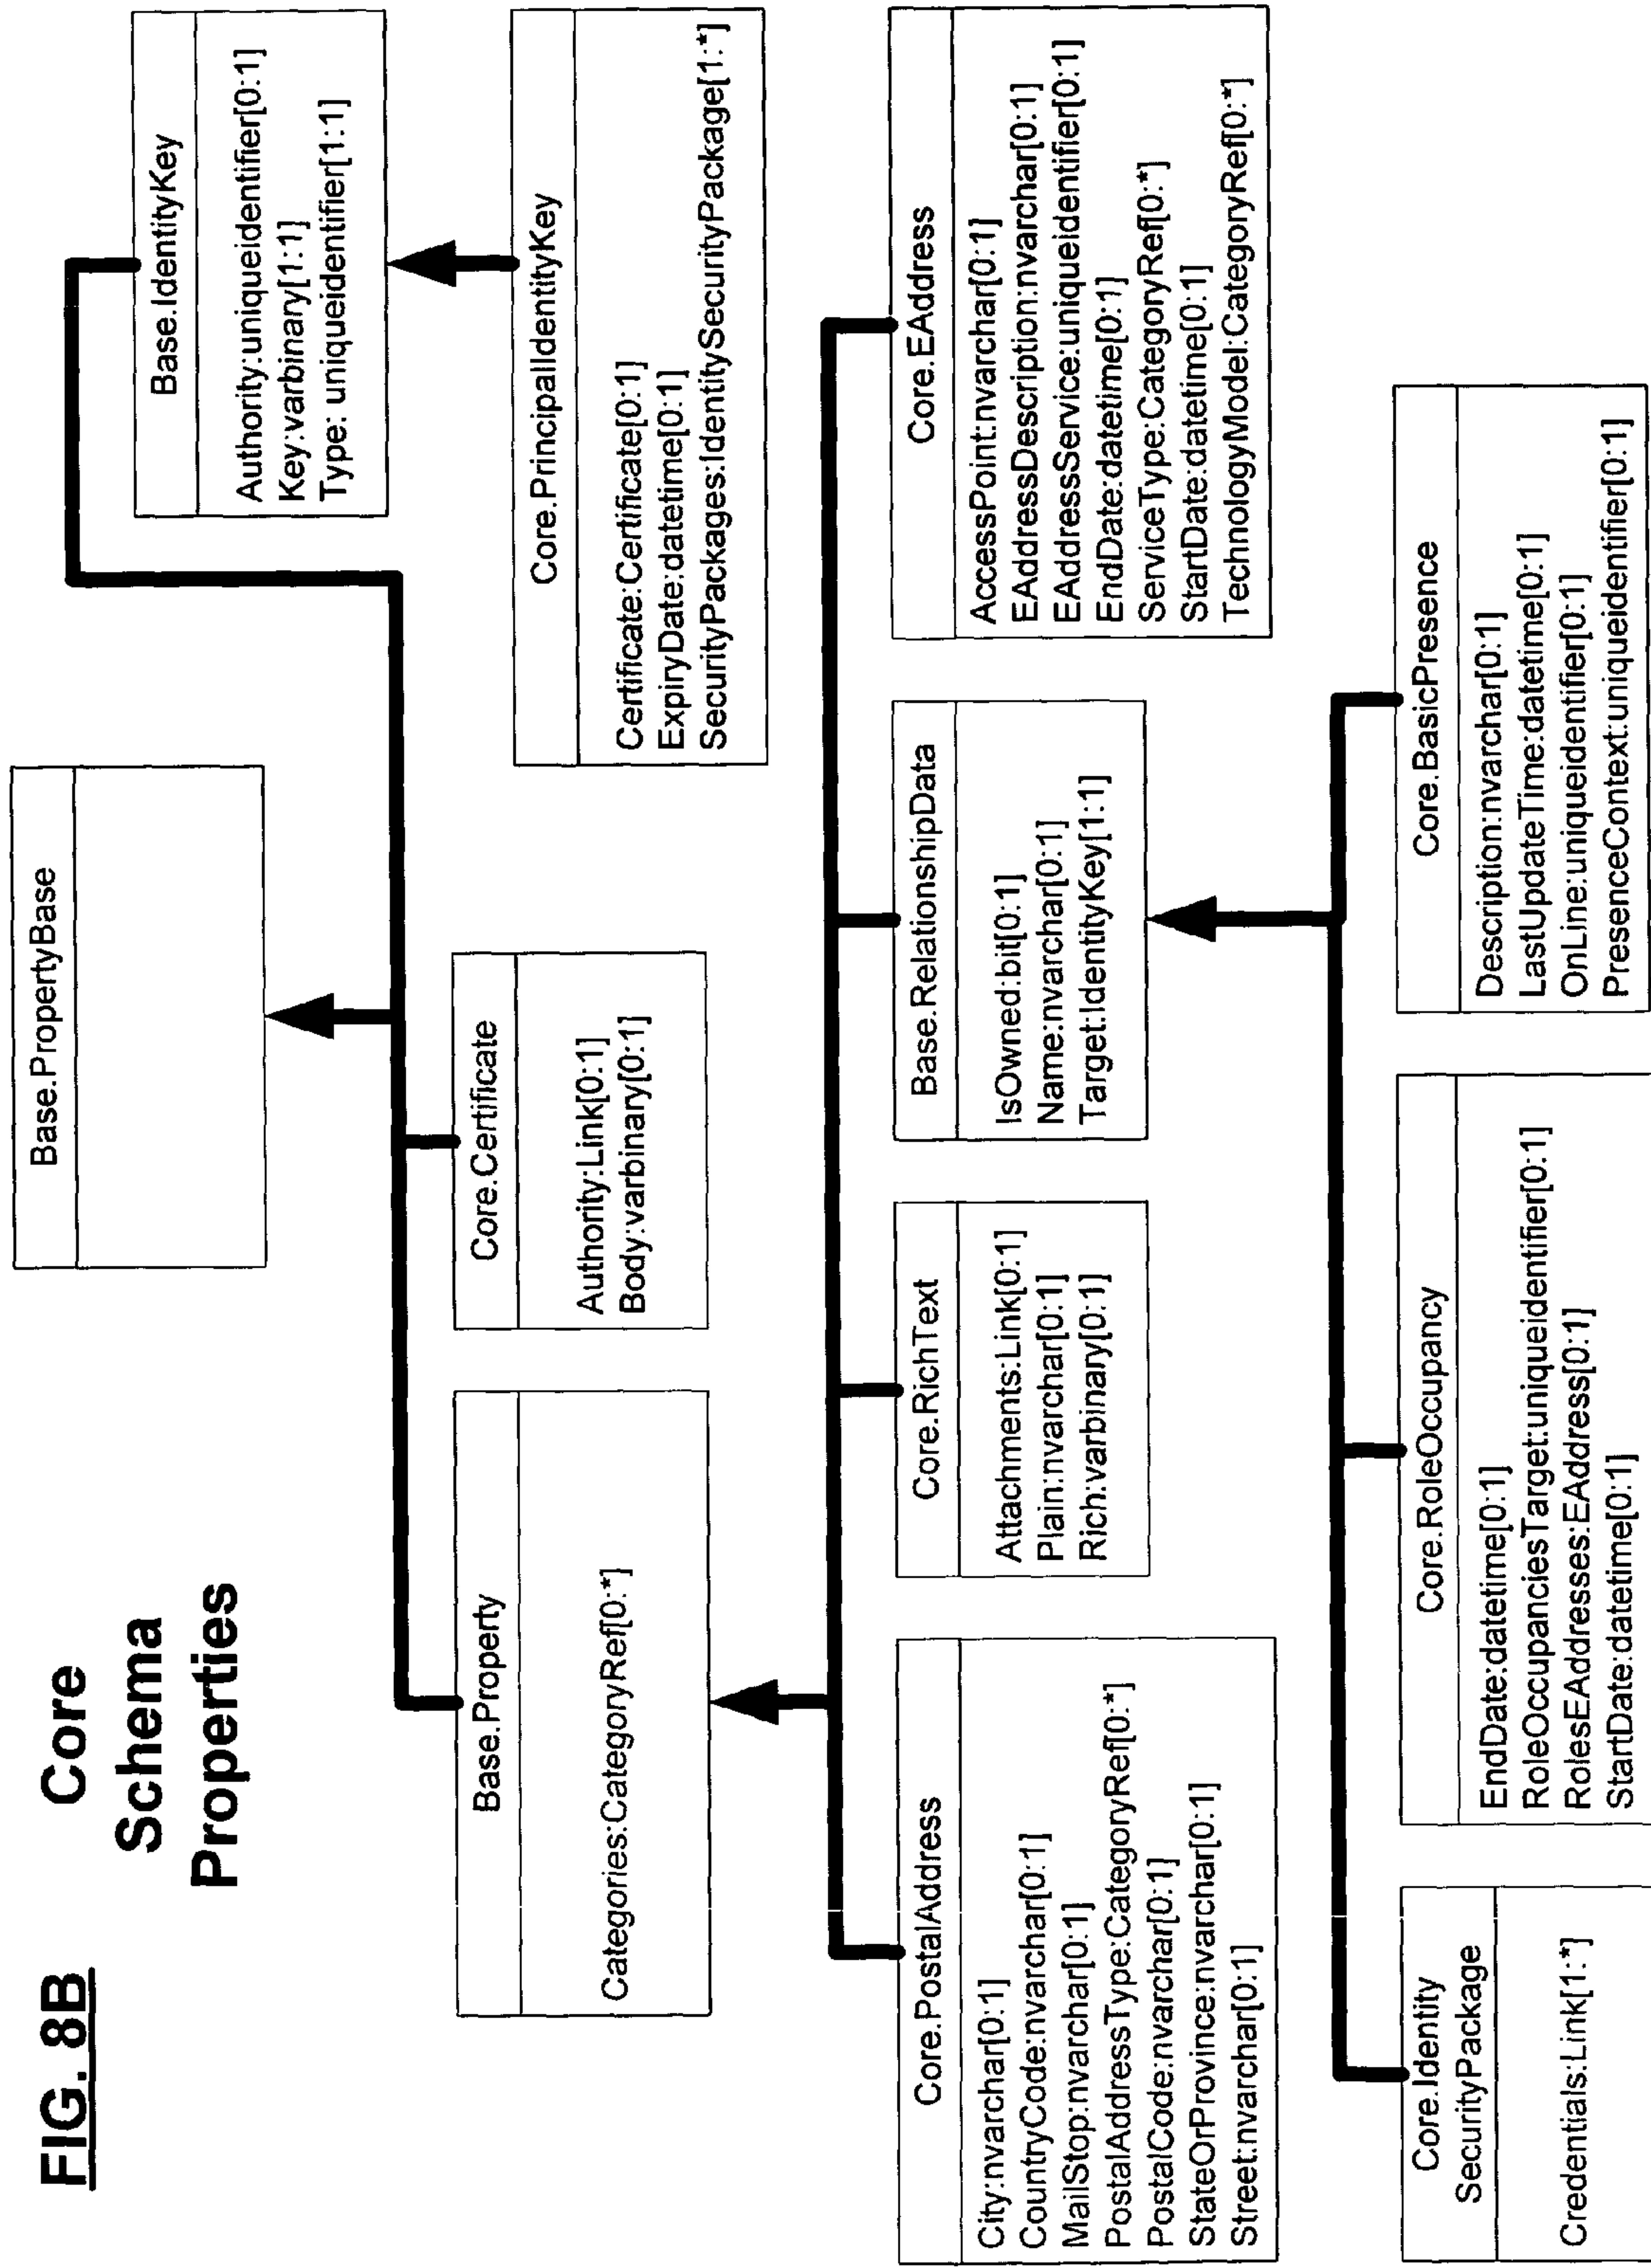 FIG. 8B
Core
Schema
Properties
Base.PropertyBase
Base.IdentityKey
Authority:uniqueidentifier[0:1]
Key:varbinary[1:1]
Type: uniqueidentifier[1:1]
Base.Property
Categories:CategoryRef[0:*]
Core.Certificate
Authority:Link[0:1]
Body:varbinary[0:1]
Core.PrincipalIdentityKey
Certificate:Certificate[0:1]
ExpiryDate:datetime[0:1]
SecurityPackages:IdentitySecurityPackage[1:*]
Core.PostalAddress
City:nvarchar[0:1]
CountryCode:nvarchar[0:1]
MailStop:nvarchar[0:1]
PostalAddressType:CategoryRef[0:*]
PostalCode:nvarchar[0:1]
StateOrProvince:nvarchar[0:1]
Street:nvarchar[0:1]
Core.RichText
Attachments:Link[0:1]
Plain:nvarchar[0:1]
Rich:varbinary[0:1]
Base.RelationshipData
IsOwned:bit[0:1]
Name:nvarchar[0:1]
Target:IdentityKey[1:1]
Core.EAddress
AccessPoint:nvarchar[0:1]
EAddressDescription:nvarchar[0:1]
EAddressService:uniqueidentifier[0:1]
EndDate:datetime[0:1]
ServiceType:CategoryRef[0:*]
StartDate:datetime[0:1]
TechnologyModel:CategoryRef[0:*]
Core.Identity
SecurityPackage
Credentials:Link[1:*]
Core.RoleOccupancy
EndDate:datetime[0:1]
RoleOccupanciesTarget:uniqueidentifier[0:1]
RolesEAddresses:EAddress[0:1]
StartDate:datetime[0:1]
Core.BasicPresence
Description:nvarchar[0:1]
LastUpdateTime:datetime[0:1]
OnLine:uniqueidentifier[0:1]
PresenceContext:uniqueidentifier[0:1]